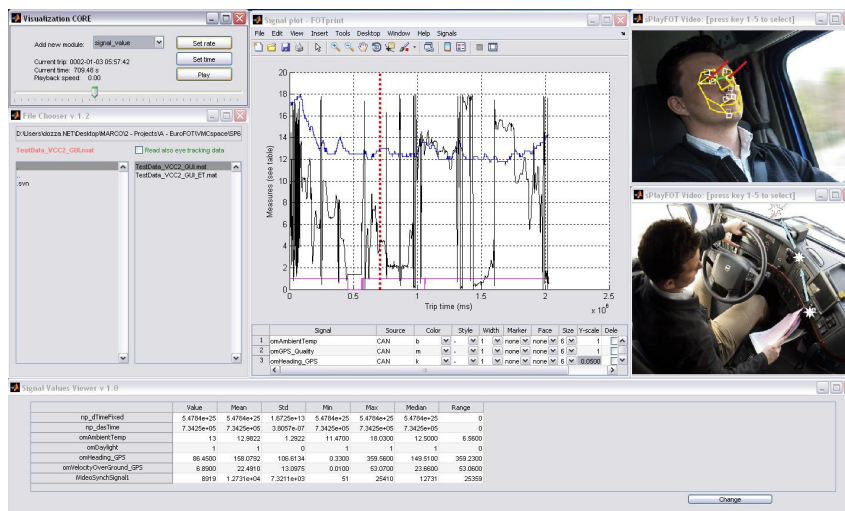 Visualization CORE
Add new module: signal_value
Set rate
Current trip: 0002-01-03 05:57:42
Current time: 709.48 s
Playback speed: 0.00
Set time
Play
File Chooser v.1.2
D:\Users\dozza.NET\Desktop\MARCO\2 - Projects\A - EuroFOT\VMCspace\SP6
TestData_VCC2_GUI.mat
Read also eye tracking data
.
..
.svn
TestData_VCC2_GUI.mat
TestData_VCC2_GUI_ET.mat
Signal plot - FOTprint
File Edit View Insert Tools Desktop Window Help Signals
Measures (see table)
20
18
16
14
12
10
8
6
4
2
0
0 0.5 1 1.5 2 2.5
Trip time (ms)
x 10^6
Signal Source Color Style Width Marker Face Size Y-scale Dele
1 omAmbientTemp CAN b - 1 none none 6 1
2 omGPS_Quality CAN m - 1 none none 6 1
3 omHeading_GPS CAN k - 1 none none 6 0.0500
sPlayFOT Video: [press key 1-5 to select]
sPlayFOT Video: [press key 1-5 to select]
Signal Values Viewer v 1.0
Value Mean Std Min Max Median Range
np_dTimeFixed 5.4784e+25 5.4784e+25 1.6725e+13 5.4784e+25 5.4784e+25 5.4784e+25 0
np_dasTime 7.3425e+05 7.3425e+05 3.8057e-07 7.3425e+05 7.3425e+05 7.3425e+05 0
omAmbientTemp 13 12.9822 1.2922 11.4700 18.0300 12.5000 6.5600
omDaylight 1 1 0 1 1 1 0
omHeading_GPS 86.4500 158.0792 106.6134 0.3300 359.5600 149.5100 359.2300
omVelocityOverGround_GPS 6.8900 22.4910 13.0975 0.0100 53.0700 23.6600 53.0600
iVideoSynchSignal1 8919 1.2731e+04 7.3211e+03 51 25410 12731 25359
Change